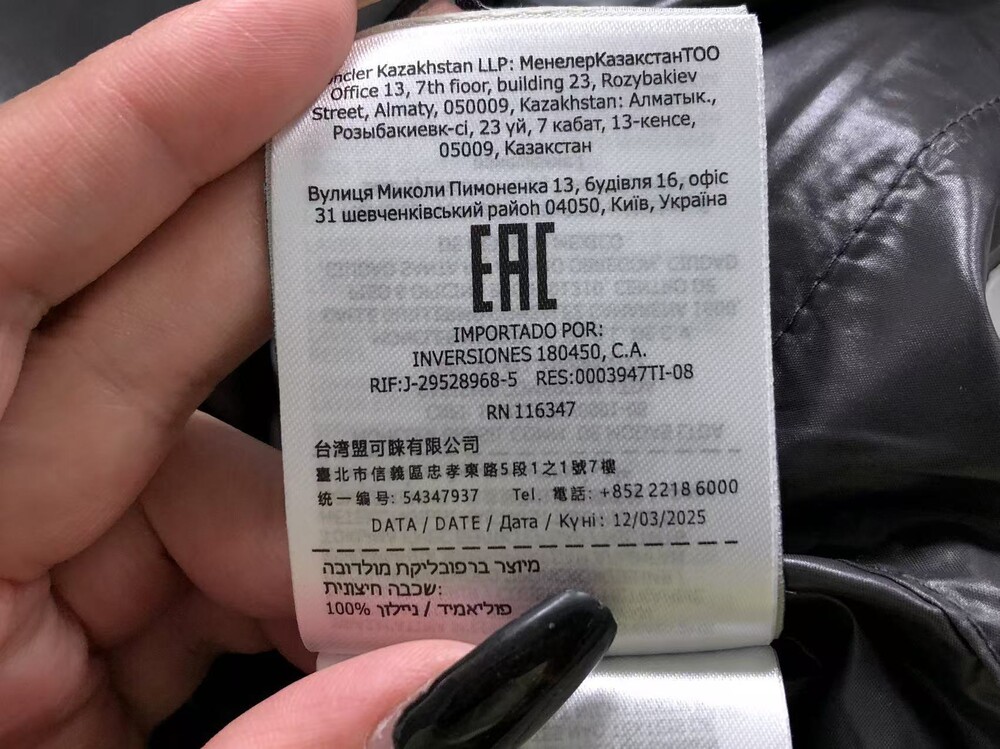 ncler Kazakhstan LLP: МенелерКазакстанТОО
Office 13, 7th fioor, building 23, Rozybakiev
Street, Almaty, 050009, Kazakhstan: Алматык.,
Розыбакиевк-сі, 23 уй, 7 кабат, 13-кенсе,
05009, Казакстан
Вулиця Миколи Пимоненка 13, будівля 16, офіс
31 шевченківський райоh 04050, Київ, Україна
EAC
IMPORTADO POR:
INVERSIONES 180450, C.A.
RIF:J-29528968-5 RES:0003947TI-08
RN 116347
台湾盟可睐有限公司
臺北市信義區忠孝東路5段1之1號7樓
统一编号: 54347937 Tel. 電話: +852 2218 6000
DATA / DATE / Дата / Күні: 12/03/2025
מיוצר ברפובליקת מולדובה
שכבה חיצונית:
100% פוליאמיד / ניילון